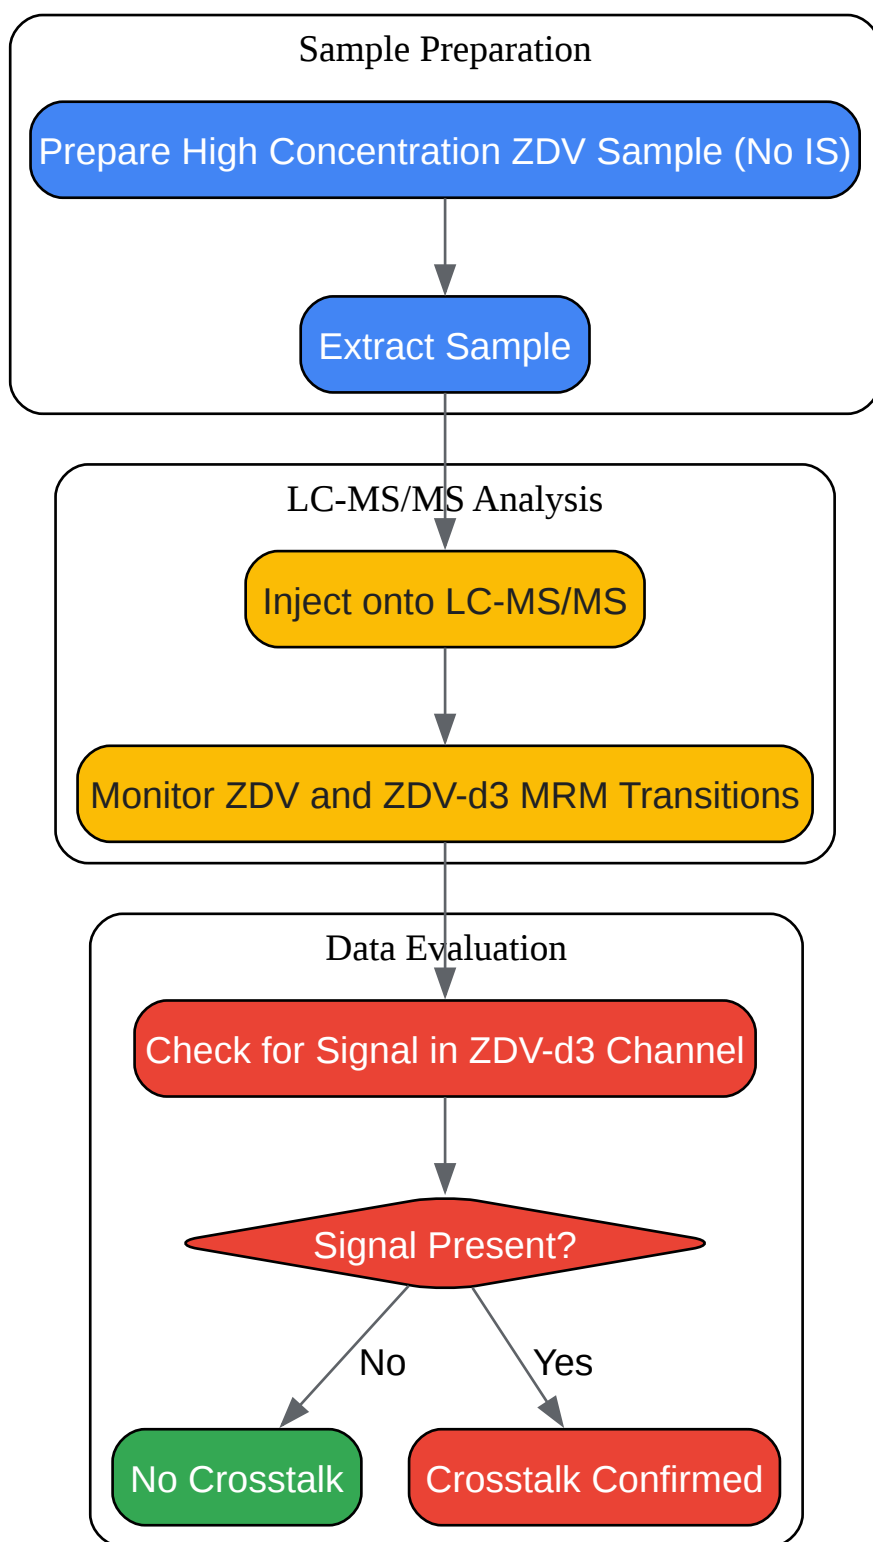 Sample Preparation
Prepare High Concentration ZDV Sample (No IS)
Extract Sample
LC-MS/MS Analysis
Inject onto LC-MS/MS
Monitor ZDV and ZDV-d3 MRM Transitions
Data Evaluation
Check for Signal in ZDV-d3 Channel
Signal Present?
No
Yes
No Crosstalk
Crosstalk Confirmed